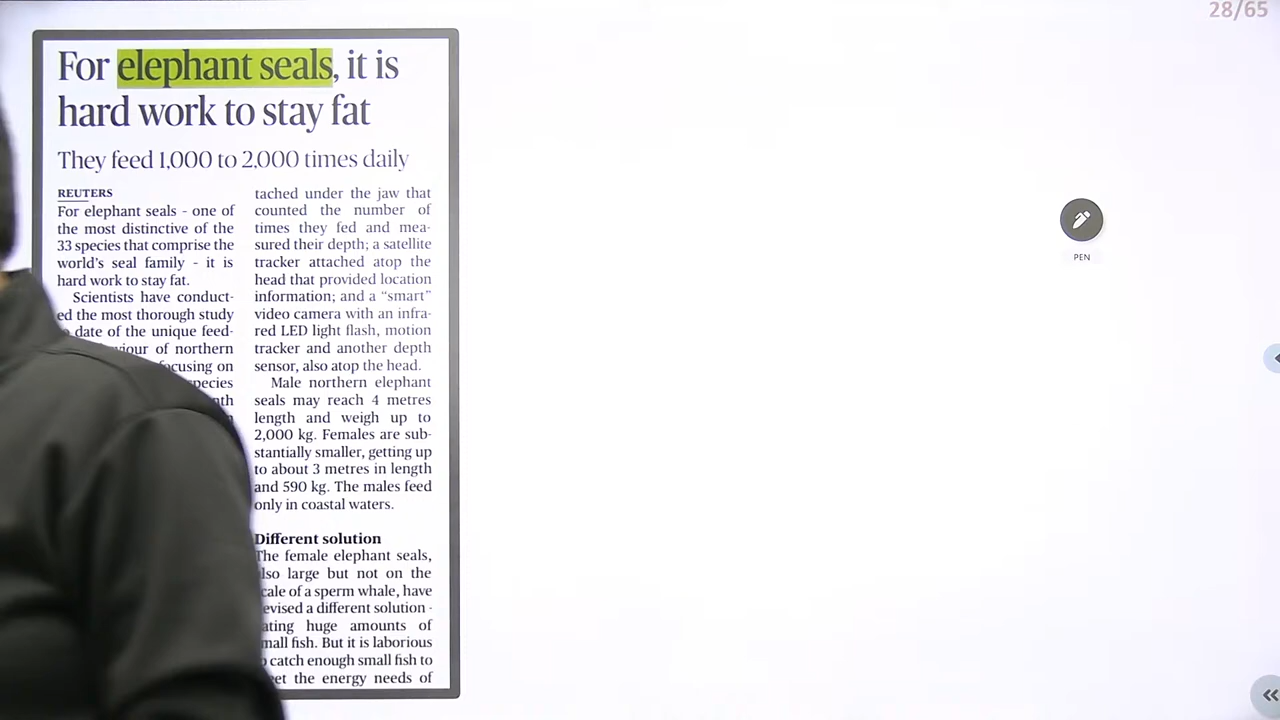 28/65
For elephant seals, it is
hard work to stay fat
They feed 1,000 to 2,000 times daily
REUTERS
For elephant seals - one of
the most distinctive of the
33 species that comprise the
world's seal family - it is
hard work to stay fat.
Scientists have conduct-
ed the most thorough study
date of the unique feed-
of northern
focusing on
tached under the jaw that
counted the number of
times they fed and mea-
sured their depth; a satellite
tracker attached atop the
head that provided location
information; and a “smart”
video camera with an infra-
red LED light flash, motion
tracker and another depth
sensor, also atop the head.
Male northern elephant
seals may reach 4 metres
length and weigh up to
2,000 kg. Females are sub-
stantially smaller, getting up
to about 3 metres in length
and 590 kg. The males feed
only in coastal waters.
Different solution
The female elephant seals,
also large but not on the
scale of a sperm whale, have
devised a different solution -
eating huge amounts of
small fish. But it is laborious
to catch enough small fish to
meet the energy needs of
PEN